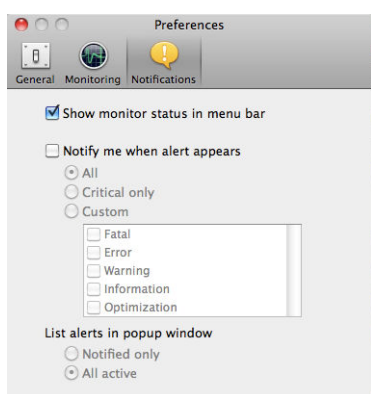 Preferences
General Monitoring Notifications
Show monitor status in menu bar
Notify me when alert appears
All
Critical only
Custom
Fatal
Error
Warning
Information
Optimization
List alerts in popup window
Notified only
All active